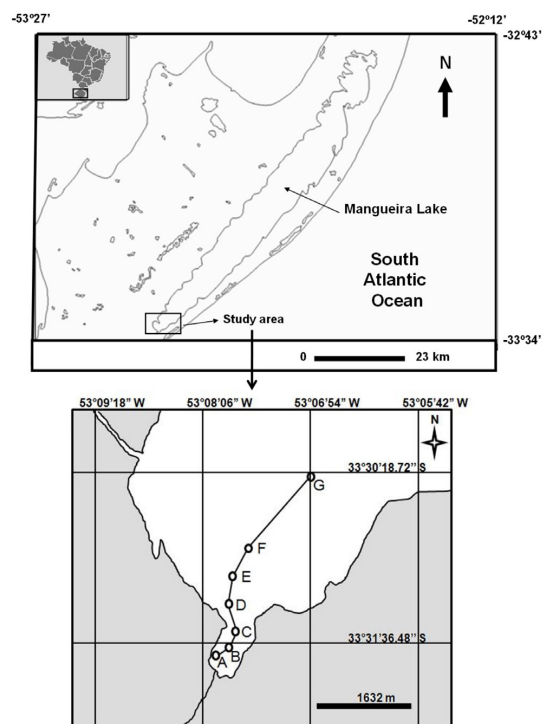 -53º27’ -52º12’
-32º43’
N
Mangueira Lake
South
Atlantic
Ocean
Study area
-33º34’
0 23 km
53º09’18” W 53º08’06” W 53º06’54” W 53º05’42” W
N
33º30’18.72” S
G
F
E
D
C
33º31’36.48” S
B
A
1632 m